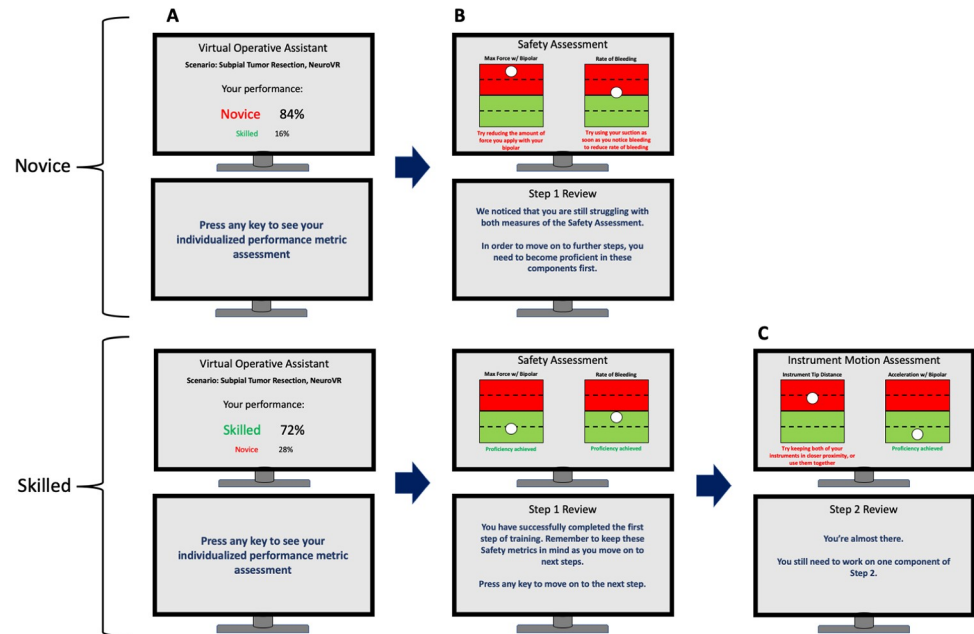 A
B
Virtual Operative Assistant
Scenario: Subpial Tumor Resection, NeuroVR
Your performance:
Novice 84%
Skilled 16%
Safety Assessment
Max Force w/ Bipolar
Try reducing the amount of
force you apply with your
bipolar
Rate of Bleeding
Try using your suction as
soon as you notice bleeding
to reduce rate of bleeding
Novice
Press any key to see your
individualized performance metric
assessment
Step 1 Review
We noticed that you are still struggling with
both measures of the Safety Assessment.
In order to move on to further steps, you
need to become proficient in these
components first.
C
Virtual Operative Assistant
Scenario: Subpial Tumor Resection, NeuroVR
Your performance:
Skilled 72%
Novice 28%
Safety Assessment
Max Force w/ Bipolar
Proficiency achieved
Rate of Bleeding
Proficiency achieved
Instrument Motion Assessment
Instrument Tip Distance
Try keeping both of your
instruments in closer proximity, or
use them together
Acceleration w/ Bipolar
Proficiency achieved
Skilled
Press any key to see your
individualized performance metric
assessment
Step 1 Review
You have successfully completed the first
step of training. Remember to keep these
Safety metrics in mind as you move on to
next steps.
Press any key to move on to the next step.
Step 2 Review
You're almost there.
You still need to work on one component of
Step 2.